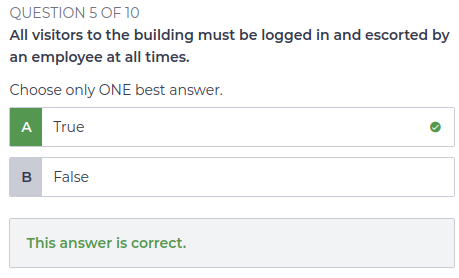 QUESTION 5 OF 10
All visitors to the building must be logged in and escorted by
an employee at all times.
Choose only ONE best answer.
A True
B False
This answer is correct.